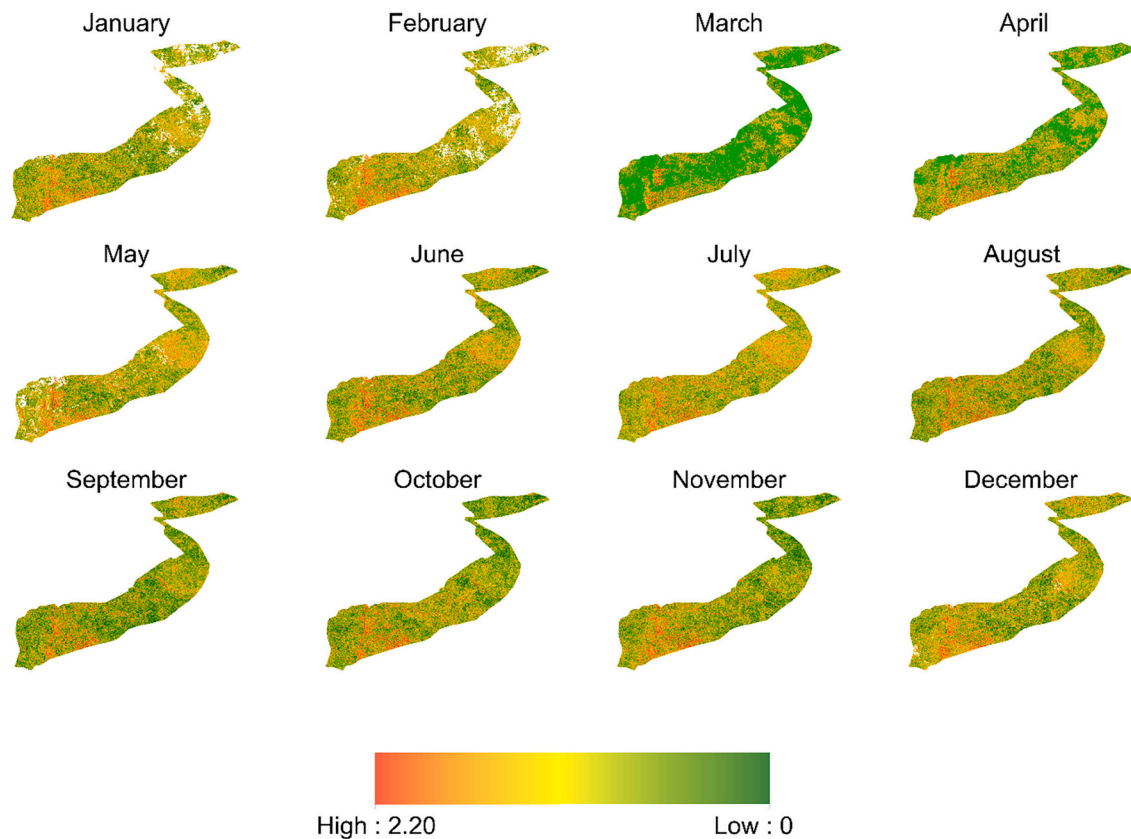 January
February
March
April
May
June
July
August
September
October
November
December
High : 2.20
Low : 0